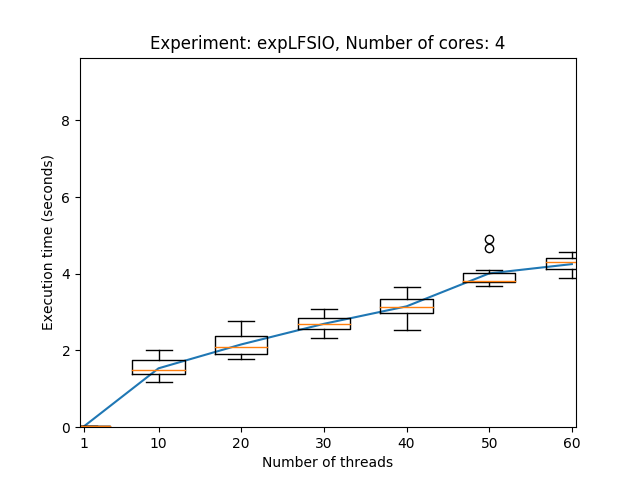 Experiment: expLFSIO, Number of cores: 4
Execution time (seconds)
8
6
4
2
0
1 10 20 30 40 50 60
Number of threads